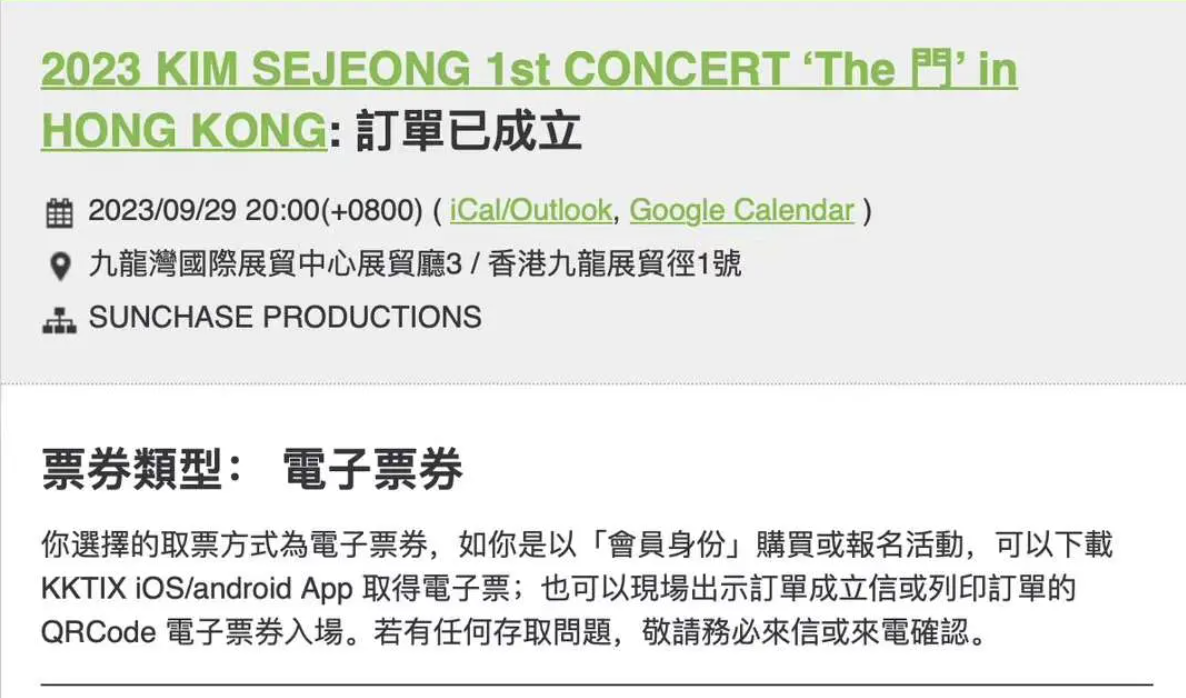 2023 KIM SEJEONG 1st CONCERT ‘The 門’ in
HONG KONG: 訂單已成立
2023/09/29 20:00(+0800) ( iCal/Outlook, Google Calendar )
九龍灣國際展貿中心展貿廳3 / 香港九龍展貿徑1號
SUNCHASE PRODUCTIONS
票券類型： 電子票券
你選擇的取票方式為電子票券，如你是以「會員身份」購買或報名活動，可以下載
KKTIX iOS/android App 取得電子票；也可以現場出示訂單成立信或列印訂單的
QRCode 電子票券入場。若有任何存取問題，敬請務必來信或來電確認。